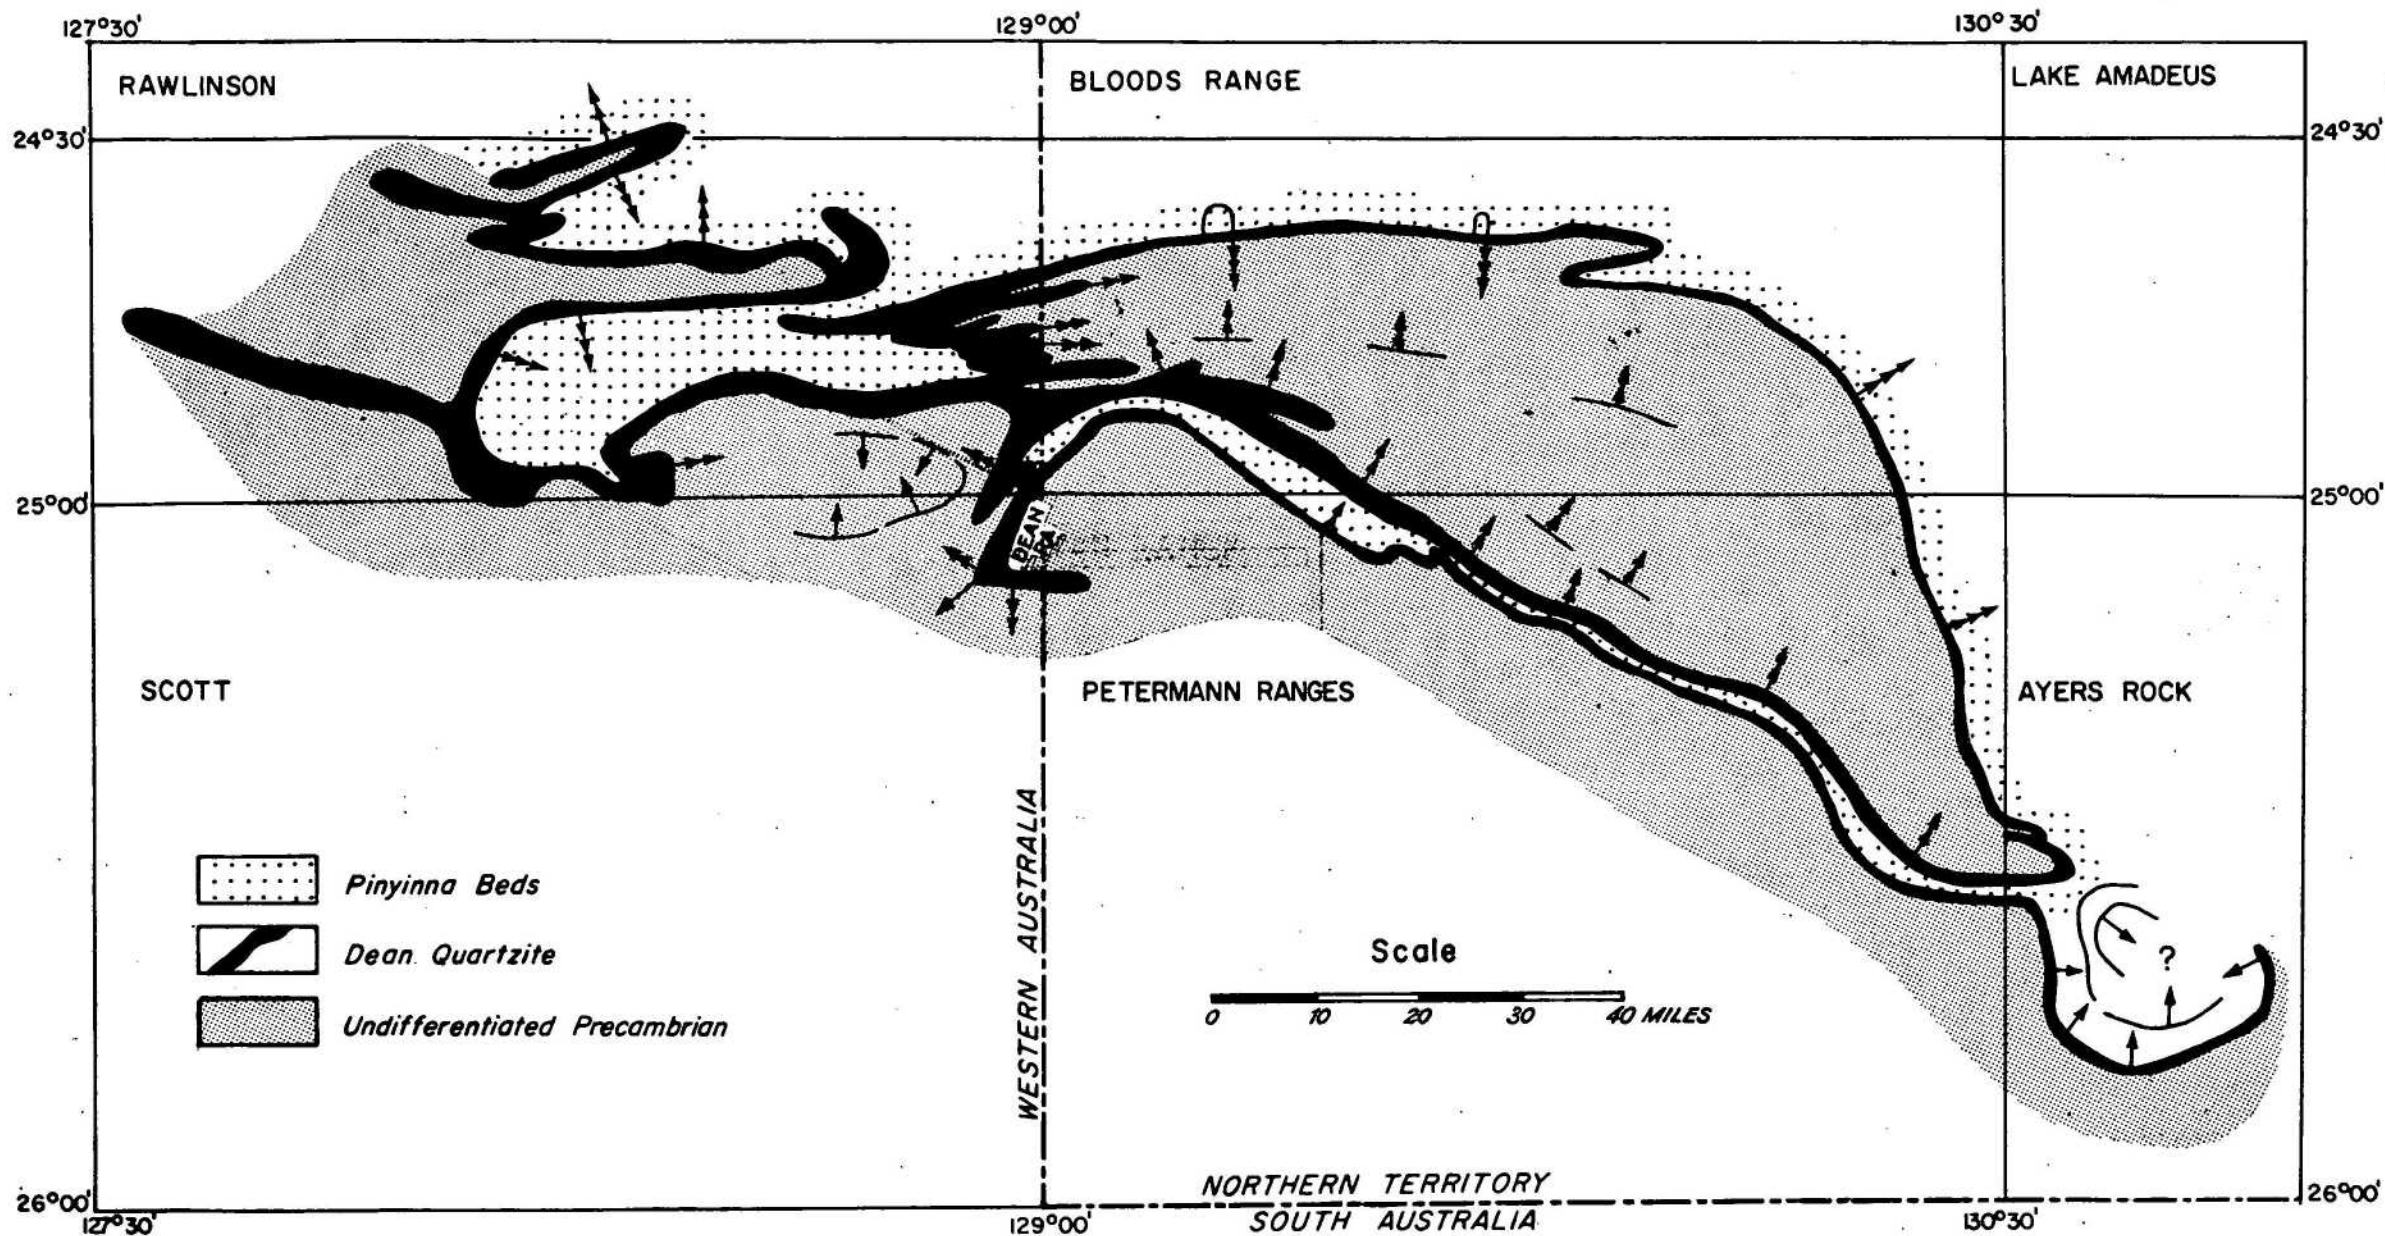 127°30' 129°00' 130°30'
RAWLINSON BLOODS RANGE LAKE AMADEUS
24°30' 24°30'
25°00' 25°00'
DEAN
SCOTT PETERMANN RANGES AYERS ROCK
WESTERN AUSTRALIA
Pinyinna Beds
Dean Quartzite
Undifferentiated Precambrian
Scale
0 10 20 30 40 MILES
?
NORTHERN TERRITORY
26°00' 26°00'
SOUTH AUSTRALIA
127°30' 129°00' 130°30'